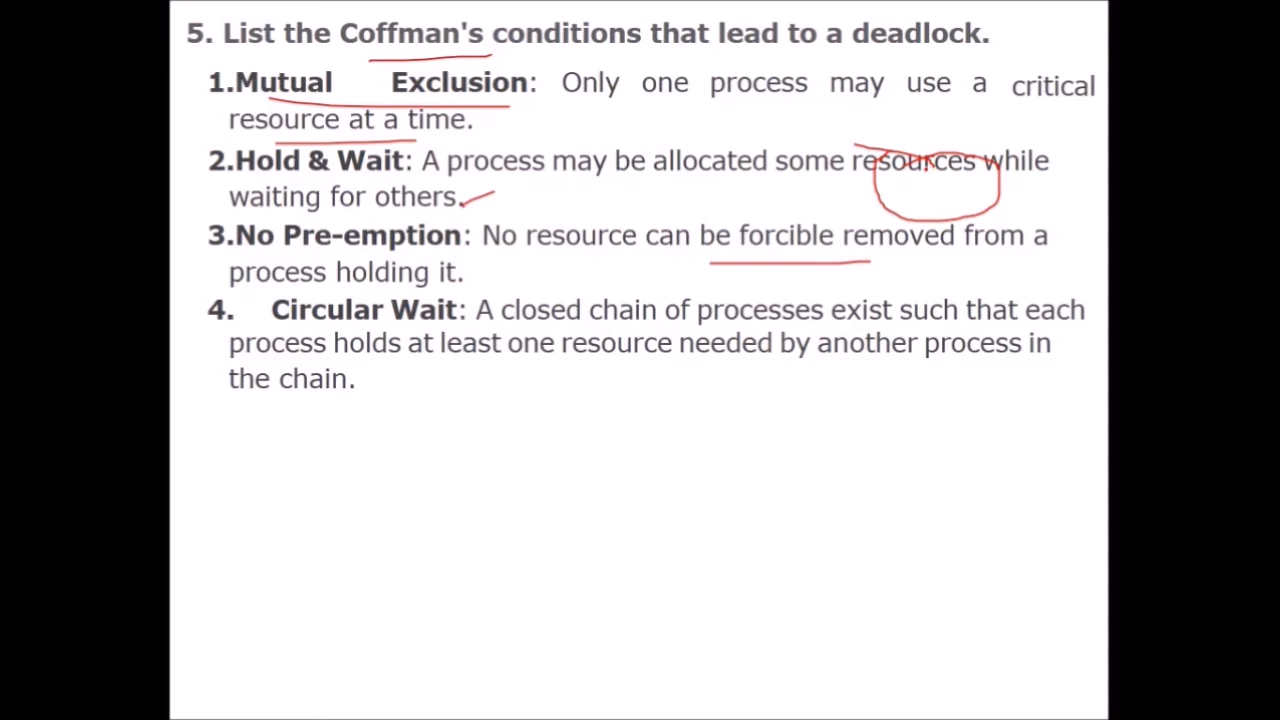 5. List the Coffman's conditions that lead to a deadlock.
1.Mutual Exclusion: Only one process may use a critical
resource at a time.
2.Hold & Wait: A process may be allocated some resources while
waiting for others.
3.No Pre-emption: No resource can be forcible removed from a
process holding it.
4. Circular Wait: A closed chain of processes exist such that each
process holds at least one resource needed by another process in
the chain.